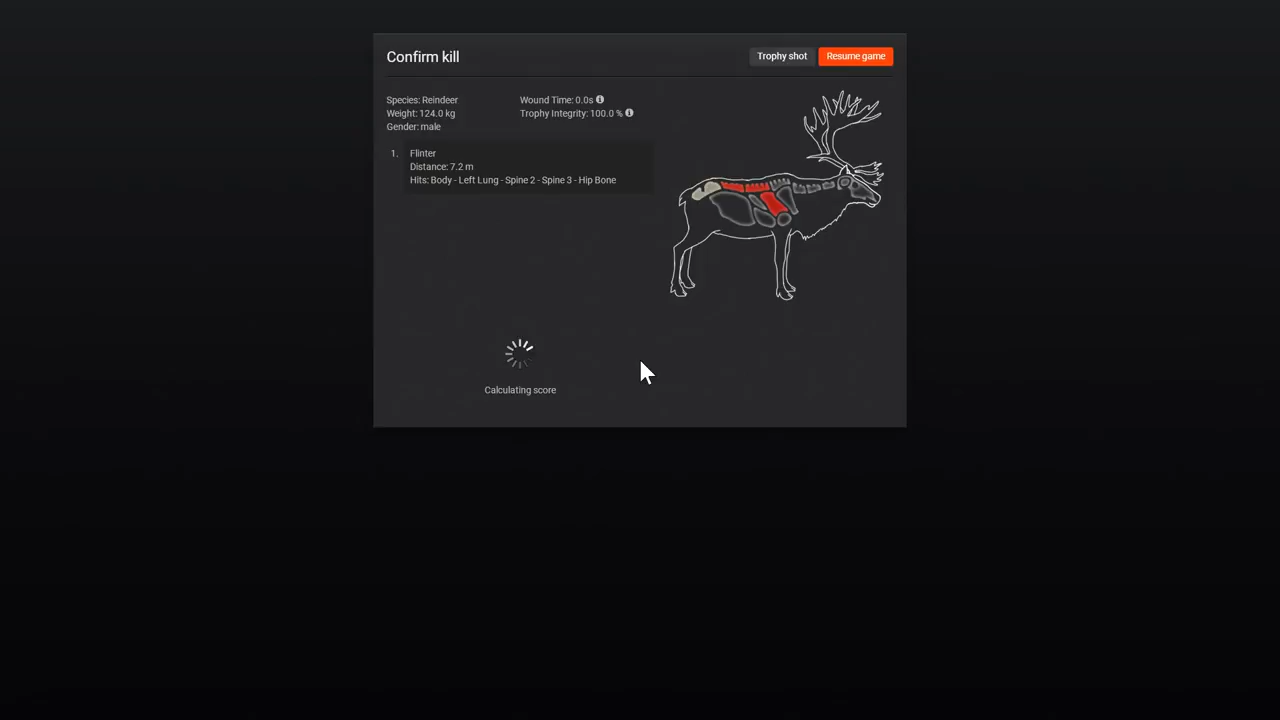 Confirm kill
Trophy shot
Resume game
Species: Reindeer
Weight: 124.0 kg
Gender: male
Wound Time: 0.0s
Trophy Integrity: 100.0 %
1. Flinter
Distance: 7.2 m
Hits: Body - Left Lung - Spine 2 - Spine 3 - Hip Bone
Calculating score